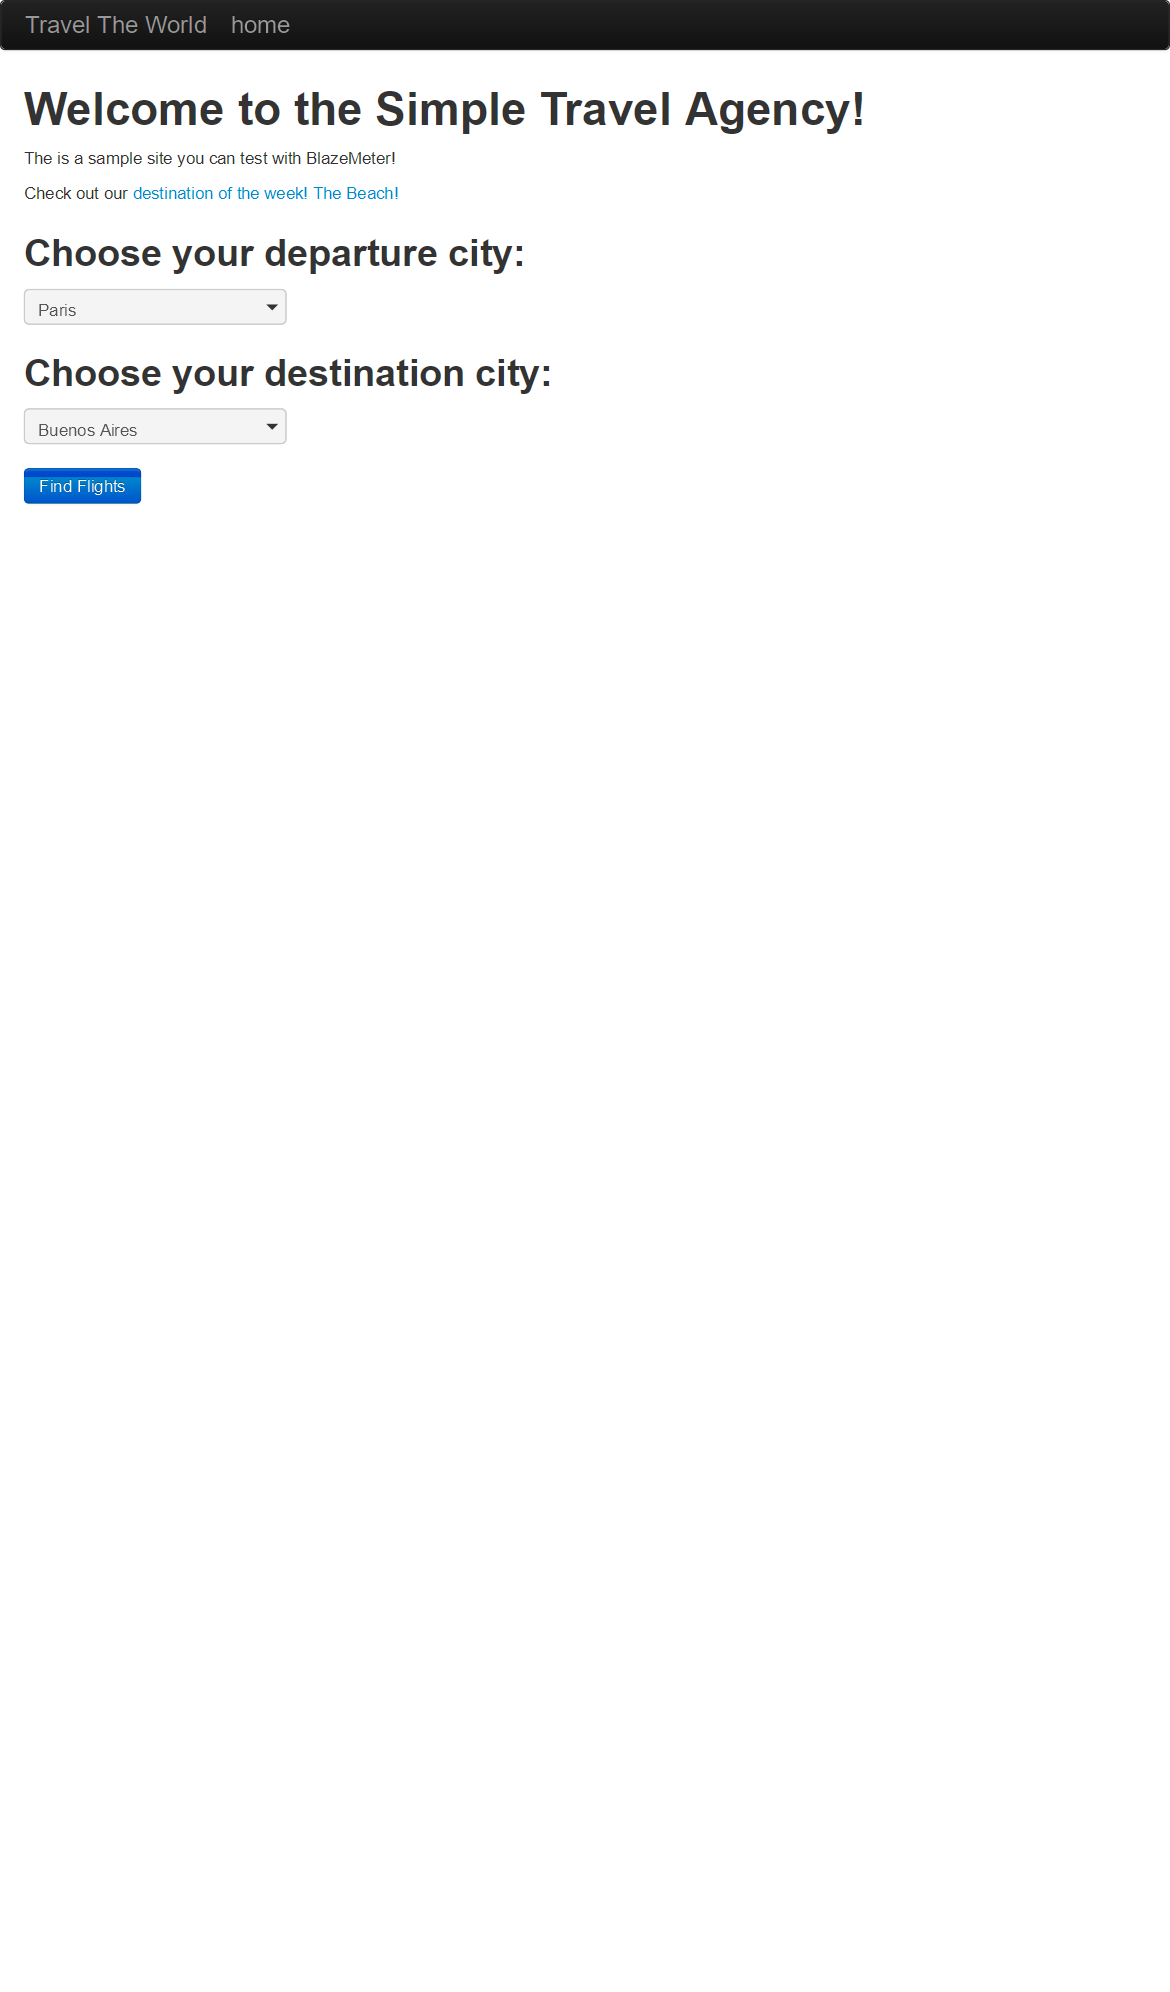 Travel The World home
Welcome to the Simple Travel Agency!
The is a sample site you can test with BlazeMeter!
Check out our destination of the week! The Beach!
Choose your departure city:
Paris
Choose your destination city:
Buenos Aires
Find Flights